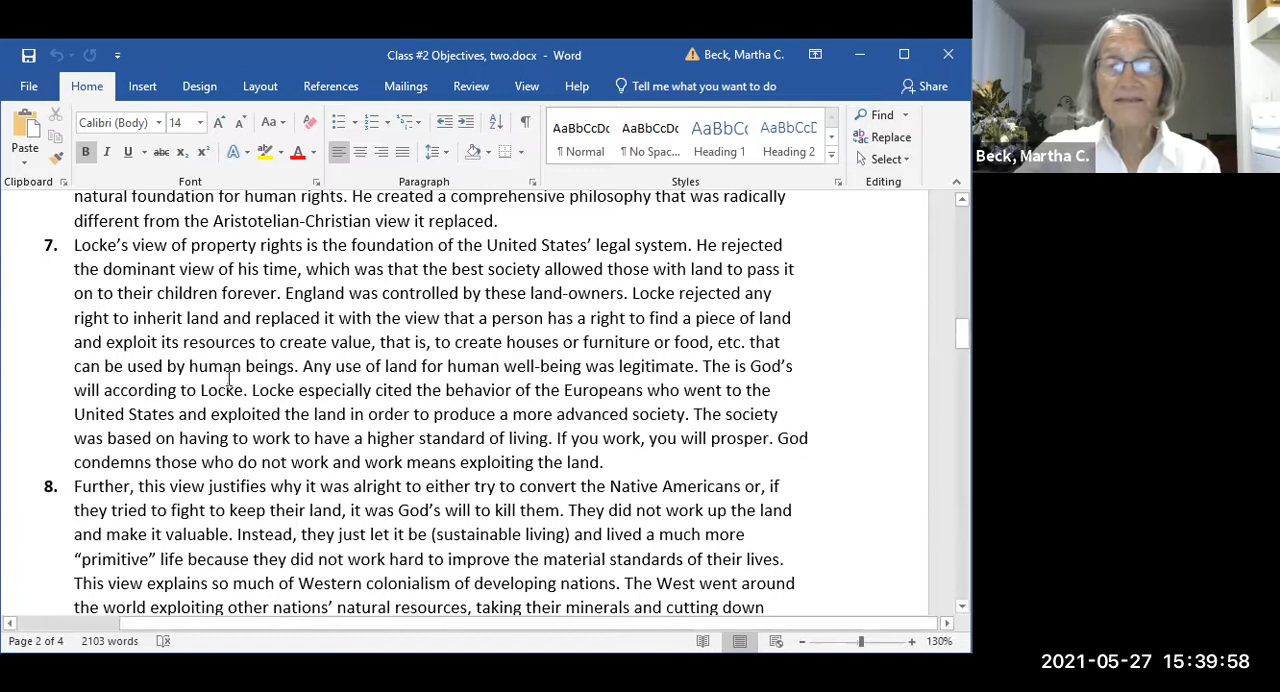 Class #2 Objectives, two.docx - Word
Beck, Martha C.
File Home Insert Design Layout References Mailings Review View Help Tell me what you want to do Share
Paste
Calibri (Body) 14
AaBbCcDc AaBbCcDc AaBbCc AaBbCcD
¶ Normal ¶ No Spac... Heading 1 Heading 2
Find
Replace
Select
Clipboard Font Paragraph Styles Editing
Beck, Martha C.
natural foundation for human rights. He created a comprehensive philosophy that was radically
different from the Aristotelian-Christian view it replaced.
7. Locke’s view of property rights is the foundation of the United States’ legal system. He rejected
the dominant view of his time, which was that the best society allowed those with land to pass it
on to their children forever. England was controlled by these land-owners. Locke rejected any
right to inherit land and replaced it with the view that a person has a right to find a piece of land
and exploit its resources to create value, that is, to create houses or furniture or food, etc. that
can be used by human beings. Any use of land for human well-being was legitimate. The is God’s
will according to Locke. Locke especially cited the behavior of the Europeans who went to the
United States and exploited the land in order to produce a more advanced society. The society
was based on having to work to have a higher standard of living. If you work, you will prosper. God
condemns those who do not work and work means exploiting the land.
8. Further, this view justifies why it was alright to either try to convert the Native Americans or, if
they tried to fight to keep their land, it was God’s will to kill them. They did not work up the land
and make it valuable. Instead, they just let it be (sustainable living) and lived a much more
“primitive” life because they did not work hard to improve the material standards of their lives.
This view explains so much of Western colonialism of developing nations. The West went around
the world exploiting other nations’ natural resources, taking their minerals and cutting down
Page 2 of 4 2103 words 130%
2021-05-27 15:39:58